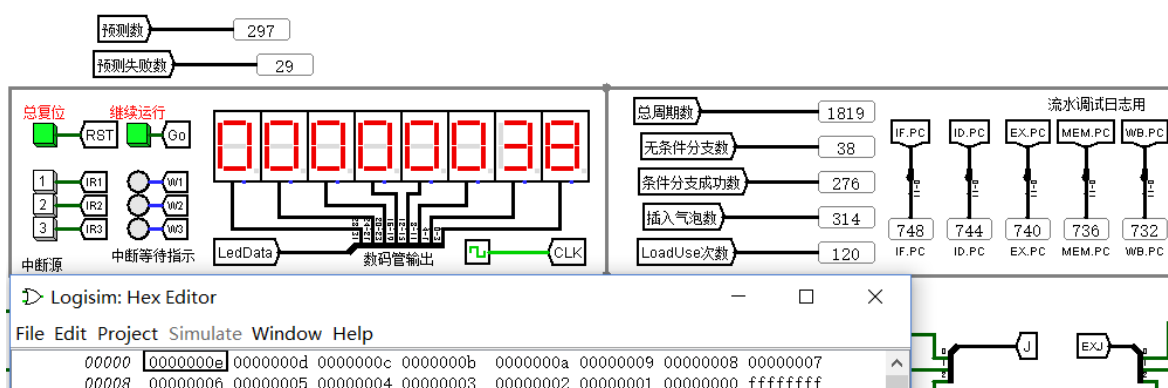 预测数 297
预测失败数 29
总复位 继续运行
RST Go
00000038
1 IR1 W1
2 IR2 W2
3 IR3 W3
中断源 中断等待指示
LedData 数码管输出 CLK
总周期数 1819
无条件分支数 38
条件分支成功数 276
插入气泡数 314
LoadUse次数 120
流水调试日志用
IF.PC ID.PC EX.PC MEM.PC WB.PC
748 744 740 736 732
IF.PC ID.PC EX.PC MEM.PC WB.PC
Logisim: Hex Editor
File Edit Project Simulate Window Help
00000 0000000e 0000000d 0000000c 0000000b 0000000a 00000009 00000008 00000007
00008 00000006 00000005 00000004 00000003 00000002 00000001 00000000 ffffffff
J EXJ